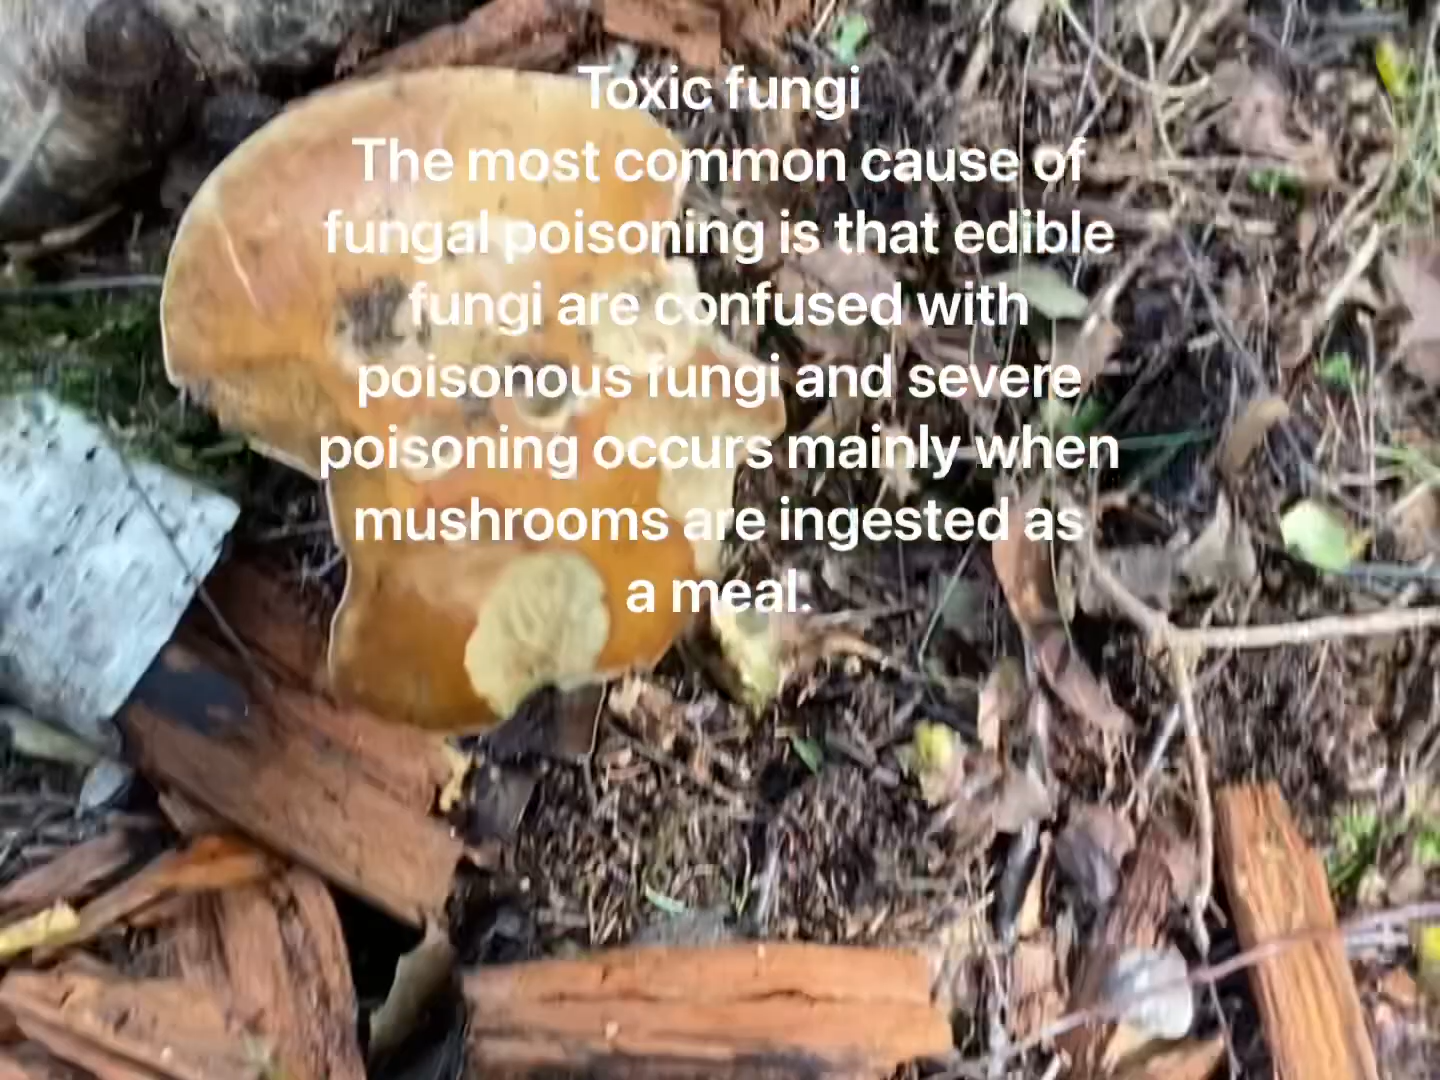 Toxic fungi
The most common cause of
fungal poisoning is that edible
fungi are confused with
poisonous fungi and severe
poisoning occurs mainly when
mushrooms are ingested as
a meal.